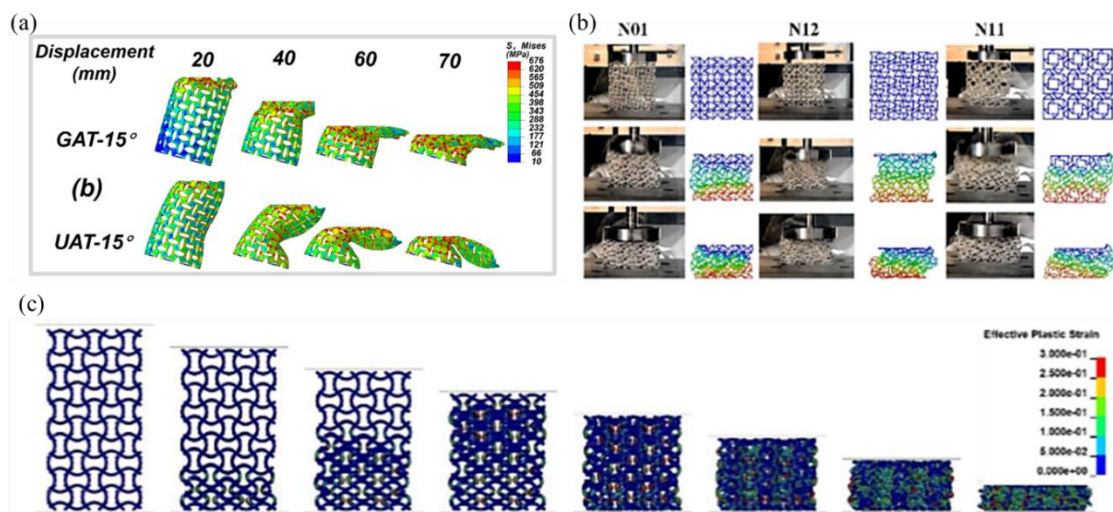 (a)
Displacement
(mm)
20
40
60
70
S, Mises
(MPa)
676
620
565
509
454
398
343
288
232
177
121
66
10
GAT-15°
(b)
UAT-15°
(b)
N01
N12
N11
(c)
Effective Plastic Strain
3.000e-01
2.500e-01
2.000e-01
1.500e-01
1.000e-01
5.000e-02
0.000e+00